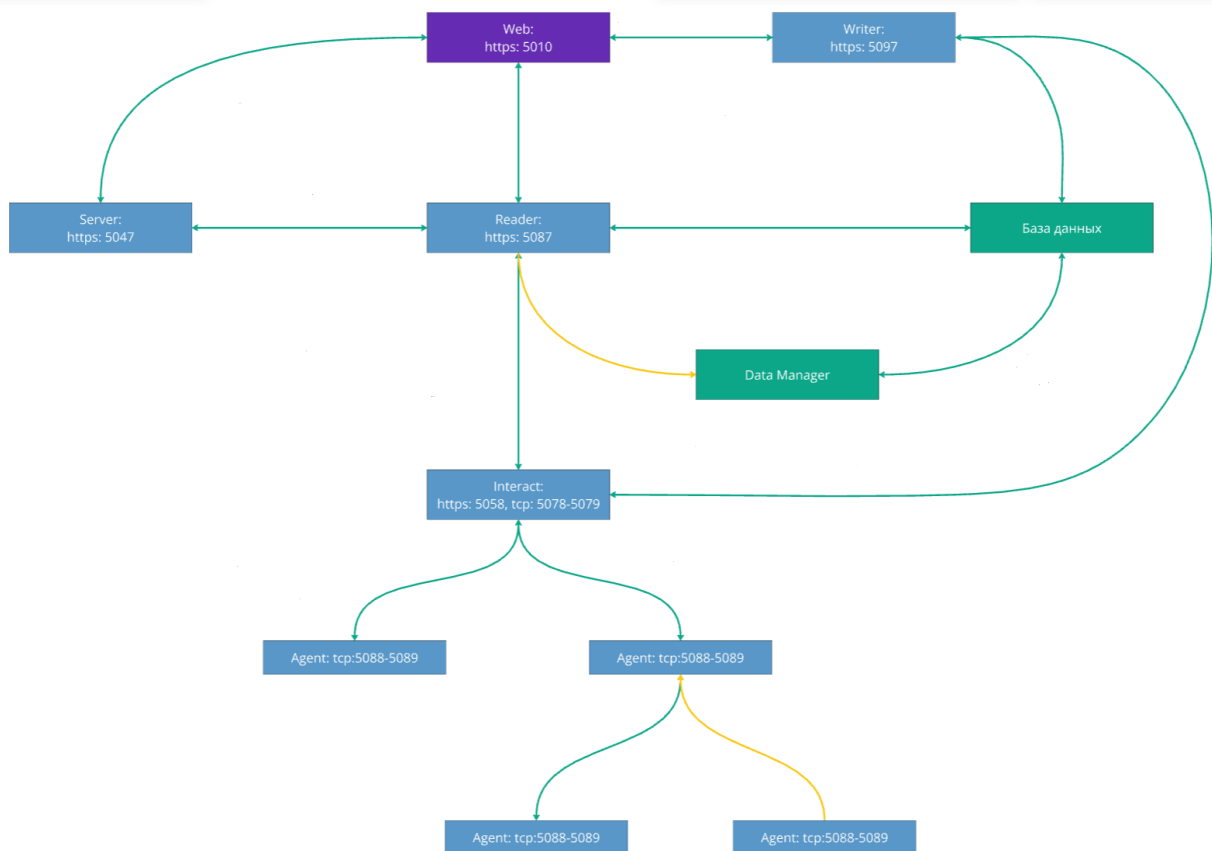 Web:
https: 5010
Writer:
https: 5097
Server:
https: 5047
Reader:
https: 5087
База данных
Data Manager
Interact:
https: 5058, tcp: 5078-5079
Agent: tcp:5088-5089
Agent: tcp:5088-5089
Agent: tcp:5088-5089
Agent: tcp:5088-5089